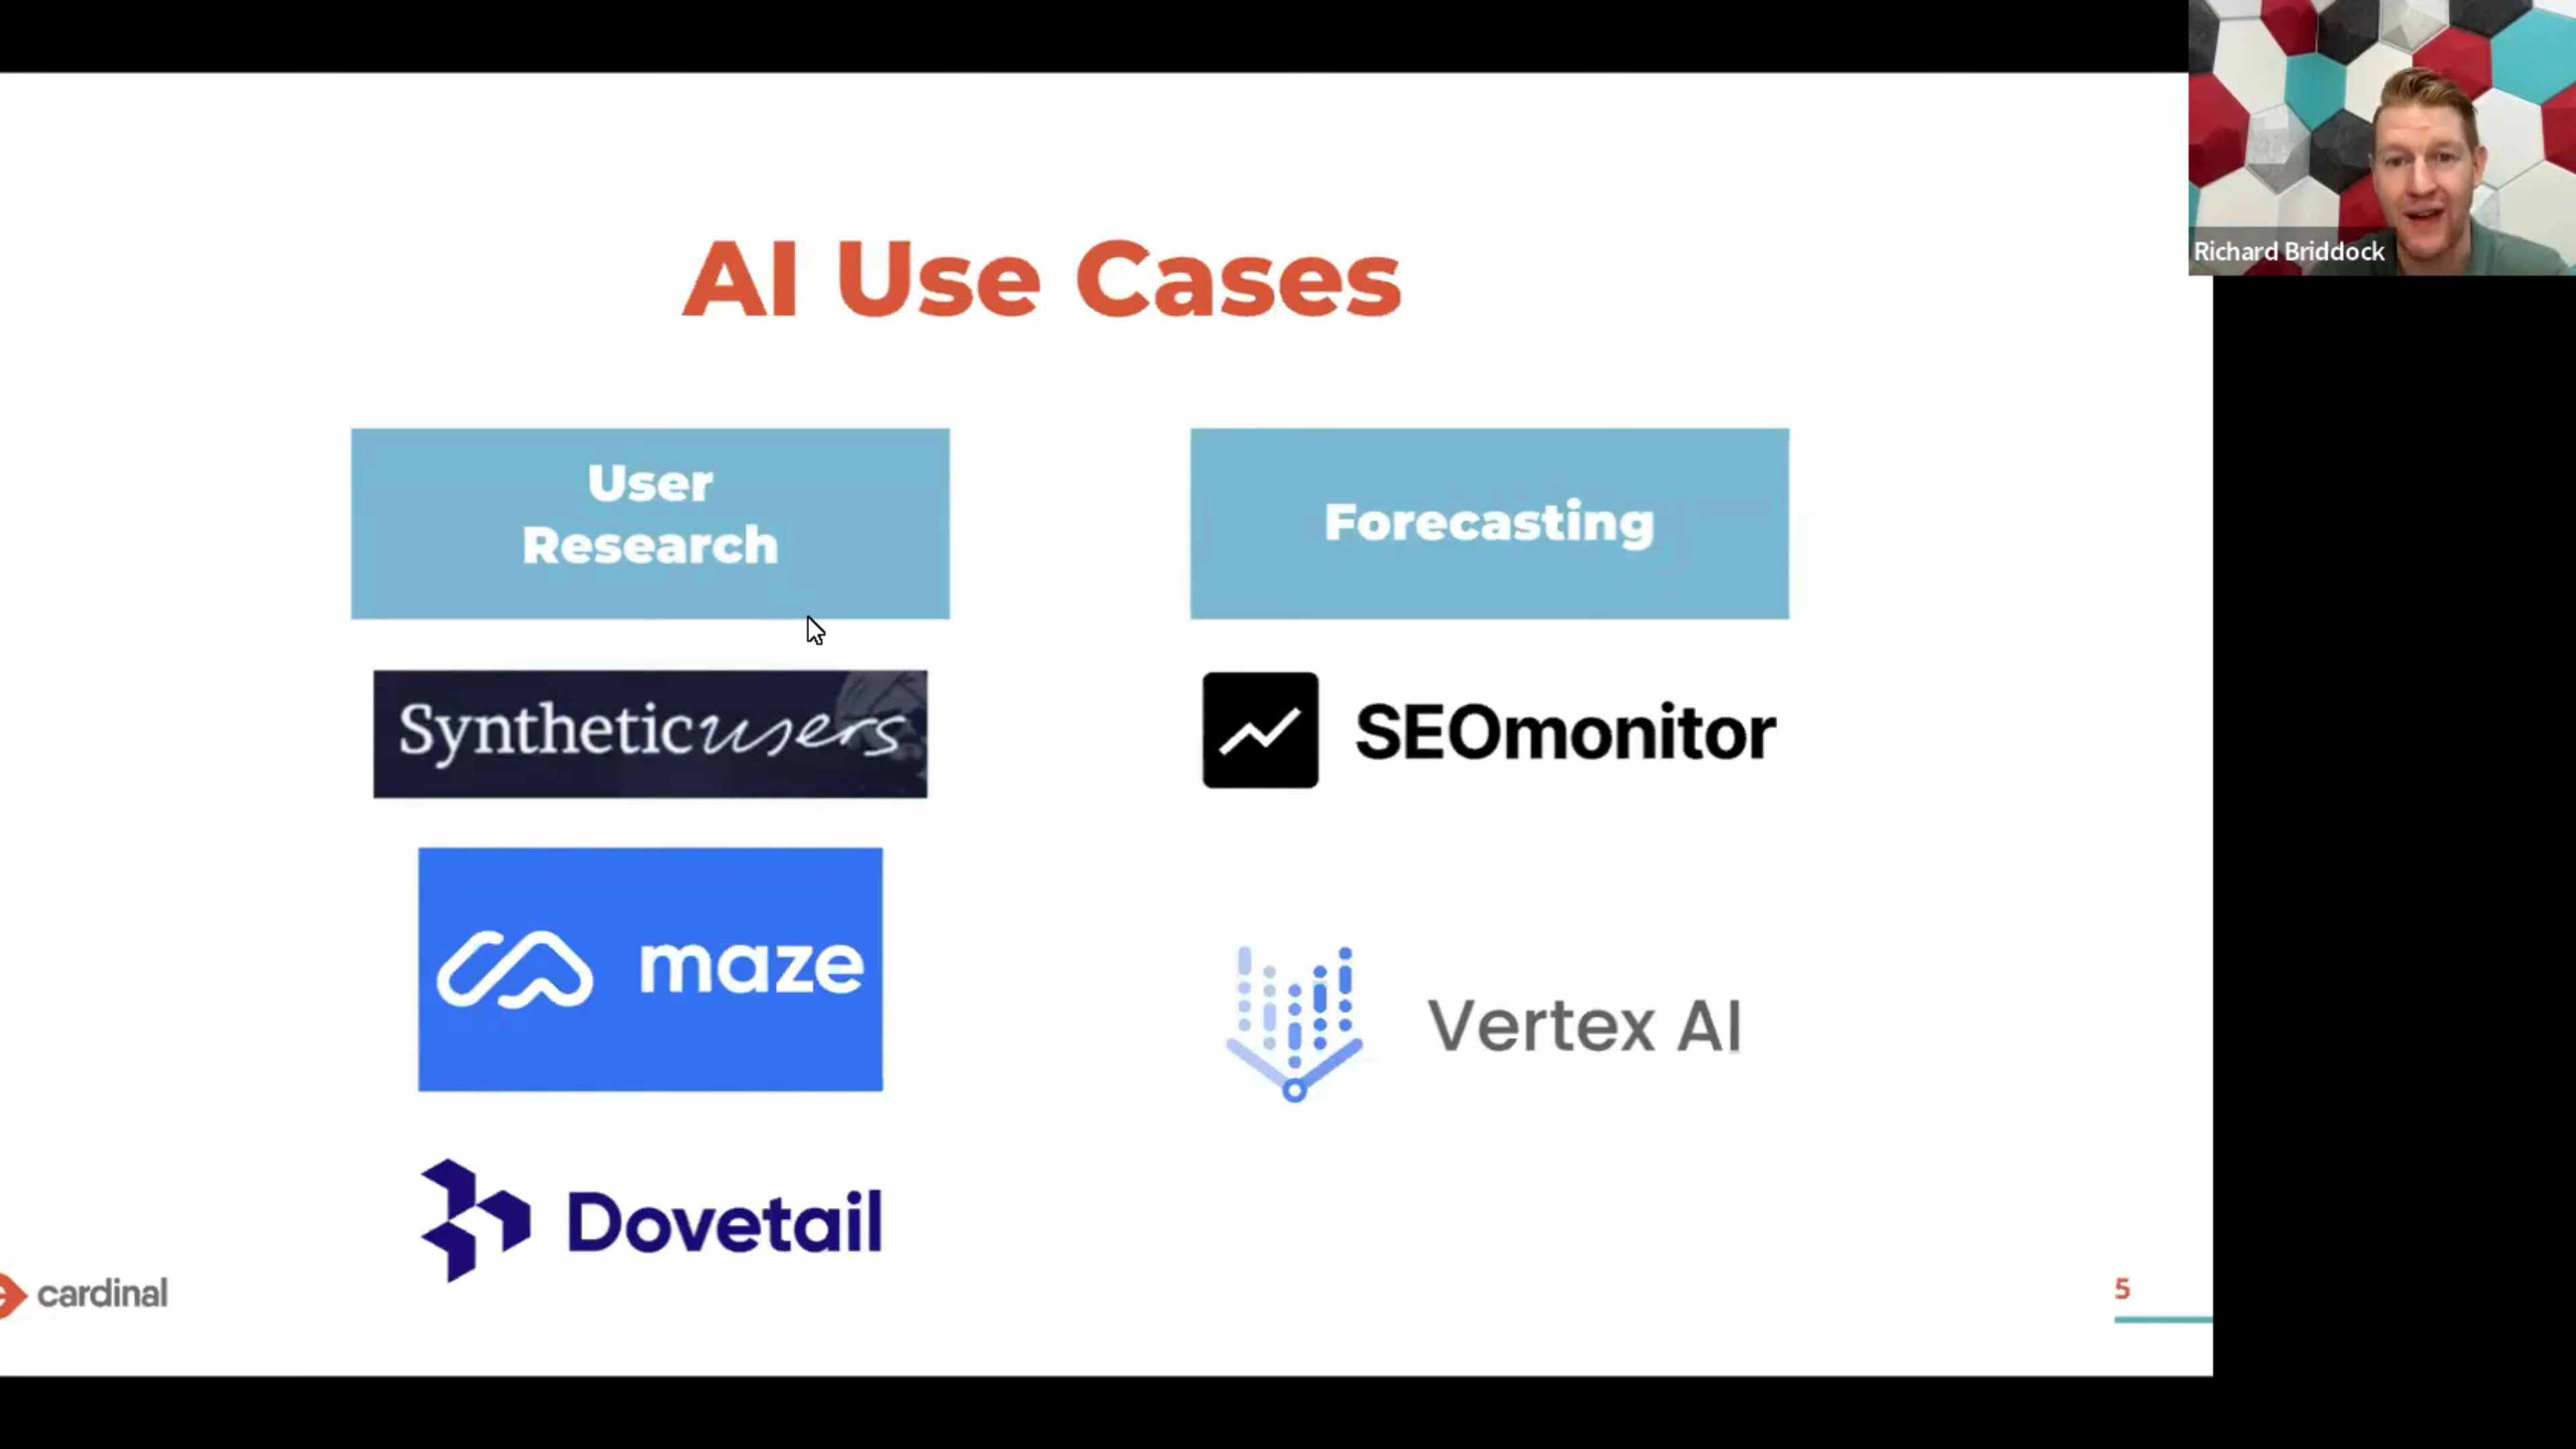 Richard Briddock
AI Use Cases
User
Research
Syntheticusers
maze
Dovetail
Forecasting
SEOmonitor
Vertex AI
cardinal
5